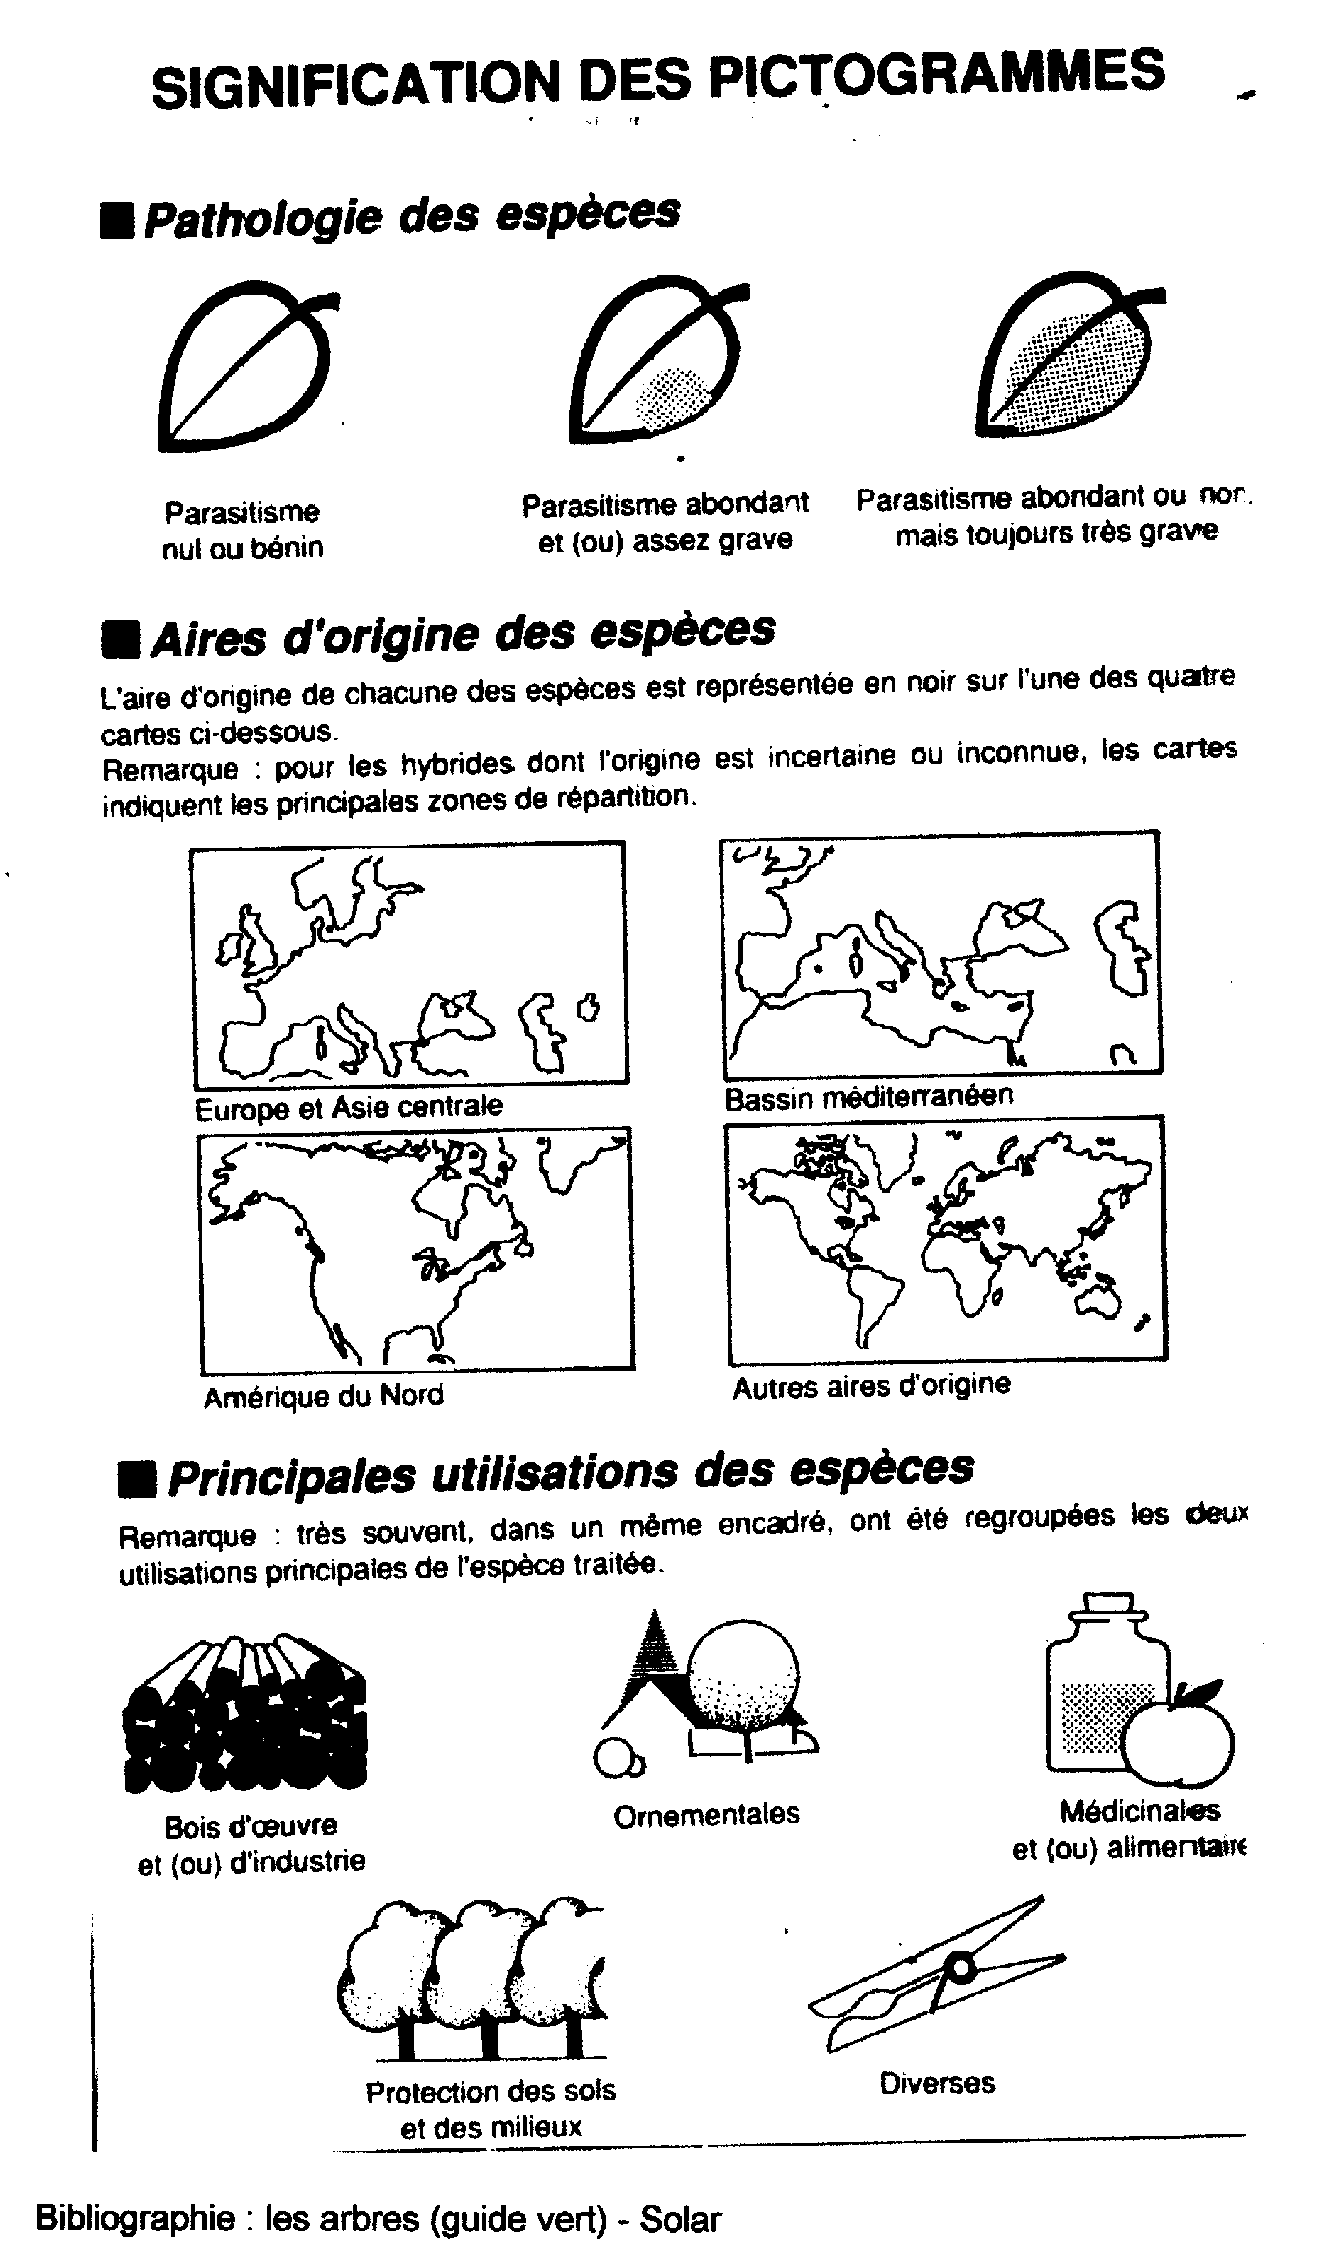 SIGNIFICATION DES PICTOGRAMMES
Pathologie des espèces
Parasitisme
nul ou bénin
Parasitisme abondant
et (ou) assez grave
Parasitisme abondant ou non.
mais toujours très grave
Aires d'origine des espèces
L'aire d'origine de chacune des espèces est représentée en noir sur l'une des quatre
cartes ci-dessous.
Remarque : pour les hybrides dont l'origine est incertaine ou inconnue, les cartes
indiquent les principales zones de répartition.
Europe et Asie centrale
Bassin méditerranéen
Amérique du Nord
Autres aires d'origine
Principales utilisations des espèces
Remarque : très souvent, dans un même encadré, ont été regroupées les deux
utilisations principales de l'espèce traitée.
Bois d'œuvre
et (ou) d'industrie
Ornementales
Médicinales
et (ou) alimentaire
Protection des sols
et des milieux
Diverses
Bibliographie : les arbres (guide vert) - Solar